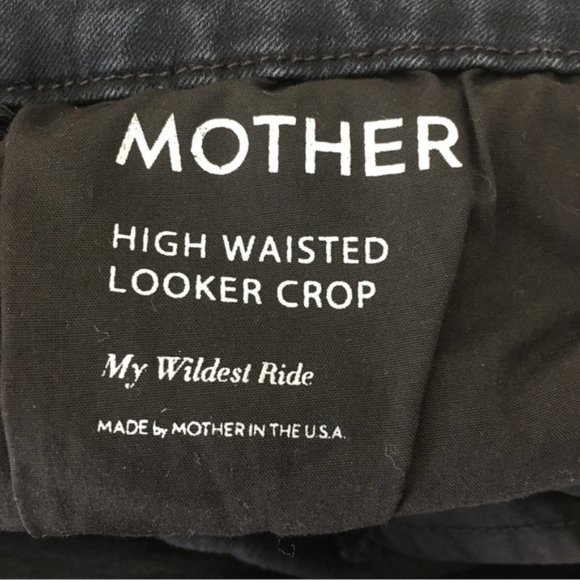 MOTHER
HIGH WAISTED
LOOKER CROP
My Wildest Ride
MADE by MOTHER IN THE U.S.A.